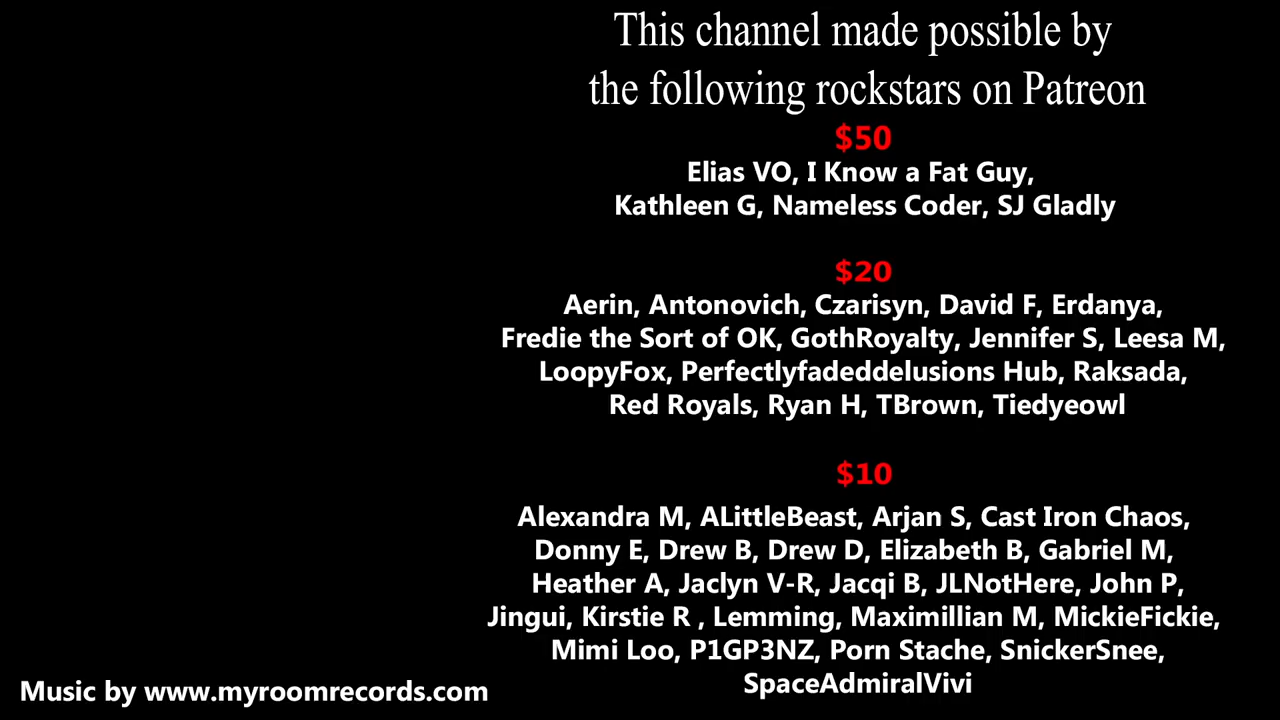 This channel made possible by
the following rockstars on Patreon
$50
Elias VO, I Know a Fat Guy,
Kathleen G, Nameless Coder, SJ Gladly
$20
Aerin, Antonovich, Czarisyn, David F, Erdanya,
Fredie the Sort of OK, GothRoyalty, Jennifer S, Leesa M,
LoopyFox, Perfectlyfadeddelusions Hub, Raksada,
Red Royals, Ryan H, TBrown, Tiedyeowl
$10
Alexandra M, ALittleBeast, Arjan S, Cast Iron Chaos,
Donny E, Drew B, Drew D, Elizabeth B, Gabriel M,
Heather A, Jaclyn V-R, Jacqi B, JLNotHere, John P,
Jingui, Kirstie R , Lemming, Maximillian M, MickieFickie,
Mimi Loo, P1GP3NZ, Porn Stache, SnickerSnee,
SpaceAdmiralVivi
Music by www.myroomrecords.com